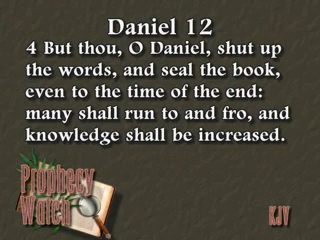 Daniel 12
4 But thou, O Daniel, shut up
the words, and seal the book,
even to the time of the end:
many shall run to and fro, and
knowledge shall be increased.
Prophecy
Watch
KJV